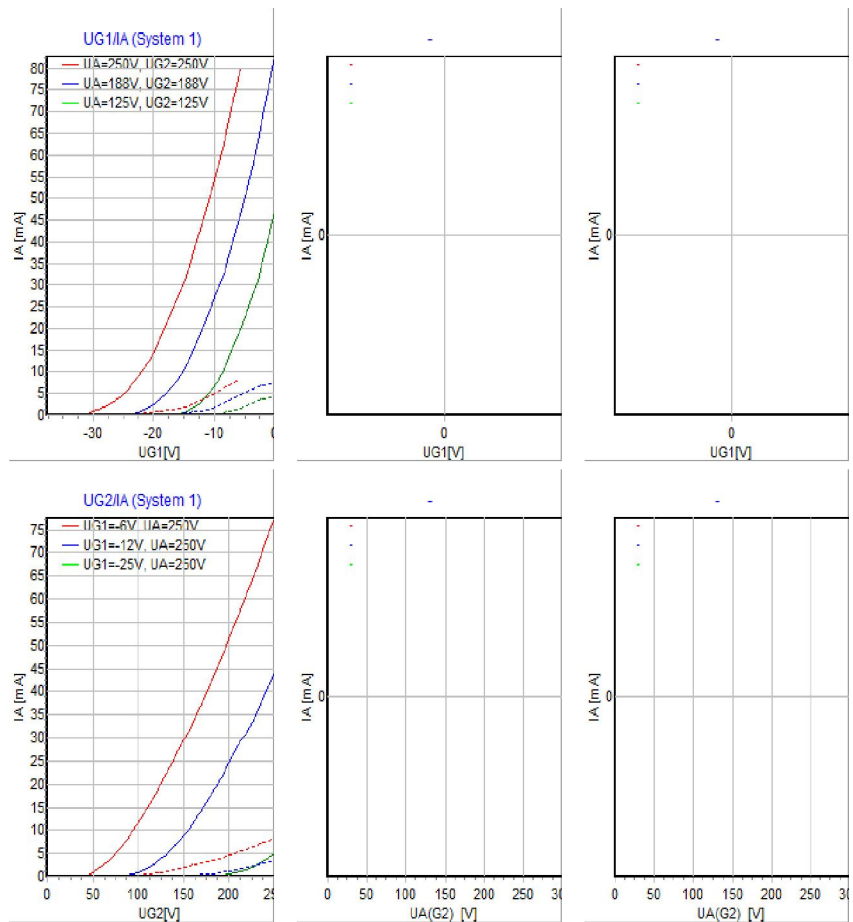 UG1/IA (System 1)
UA=250V, UG2=250V
UA=188V, UG2=188V
UA=125V, UG2=125V
80
75
70
65
60
55
50
45
40
35
30
25
20
15
10
5
0
IA [mA]
-30 -20 -10 0
UG1[V]
-
0
IA [mA]
0
UG1[V]
-
0
IA [mA]
0
UG1[V]
UG2/IA (System 1)
UG1=-6V, UA=250V
UG1=-12V, UA=250V
UG1=-25V, UA=250V
75
70
65
60
55
50
45
40
35
30
25
20
15
10
5
0
IA [mA]
0 50 100 150 200 25
UG2[V]
-
0
IA [mA]
0 50 100 150 200 250 30
UA(G2) [V]
-
0
IA [mA]
0 50 100 150 200 250 30
UA(G2) [V]